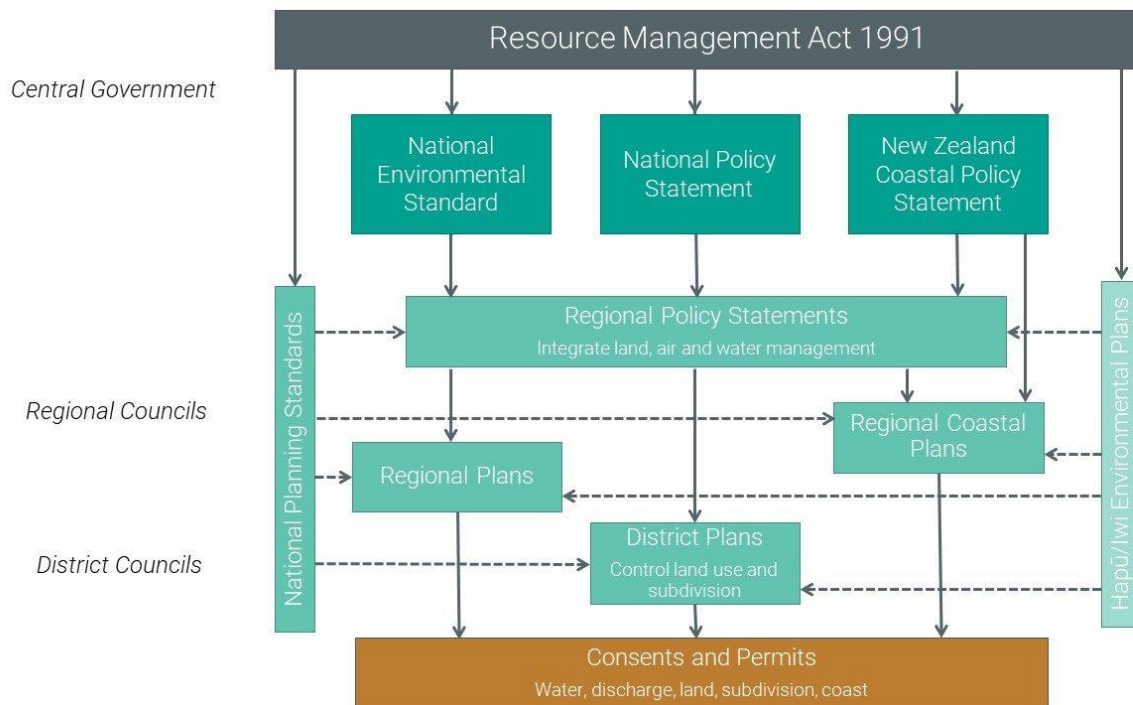 Resource Management Act 1991
Central Government
National
Environmental
Standard
National Policy
Statement
New Zealand
Coastal Policy
Statement
National Planning Standards
Regional Policy Statements
Integrate land, air and water management
Hapū/Iwi Environmental Plans
Regional Councils
Regional Coastal
Plans
Regional Plans
District Councils
District Plans
Control land use and
subdivision
Consents and Permits
Water, discharge, land, subdivision, coast